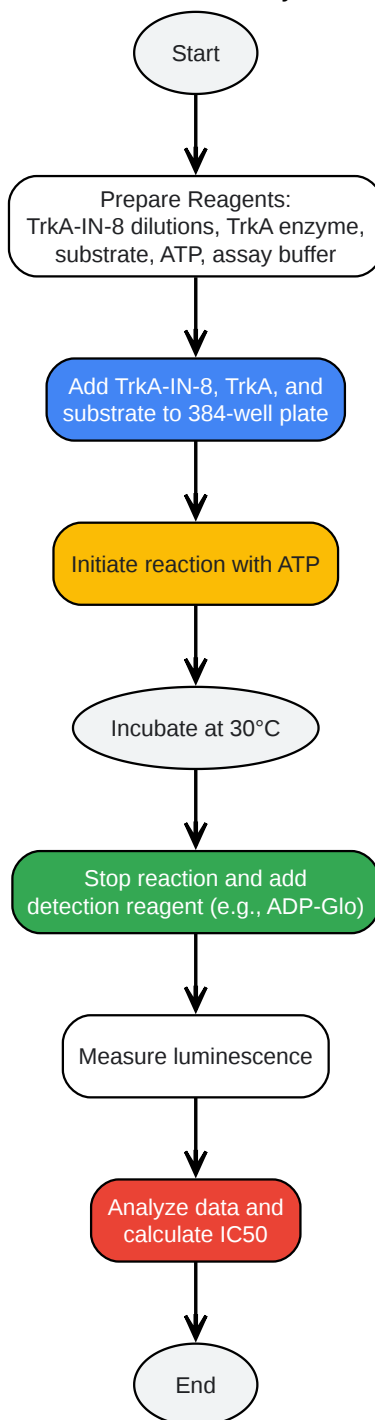 Start
Prepare Reagents:
TrkA-IN-8 dilutions, TrkA enzyme,
substrate, ATP, assay buffer
Add TrkA-IN-8, TrkA, and
substrate to 384-well plate
Initiate reaction with ATP
Incubate at 30°C
Stop reaction and add
detection reagent (e.g., ADP-Glo)
Measure luminescence
Analyze data and
calculate IC50
End